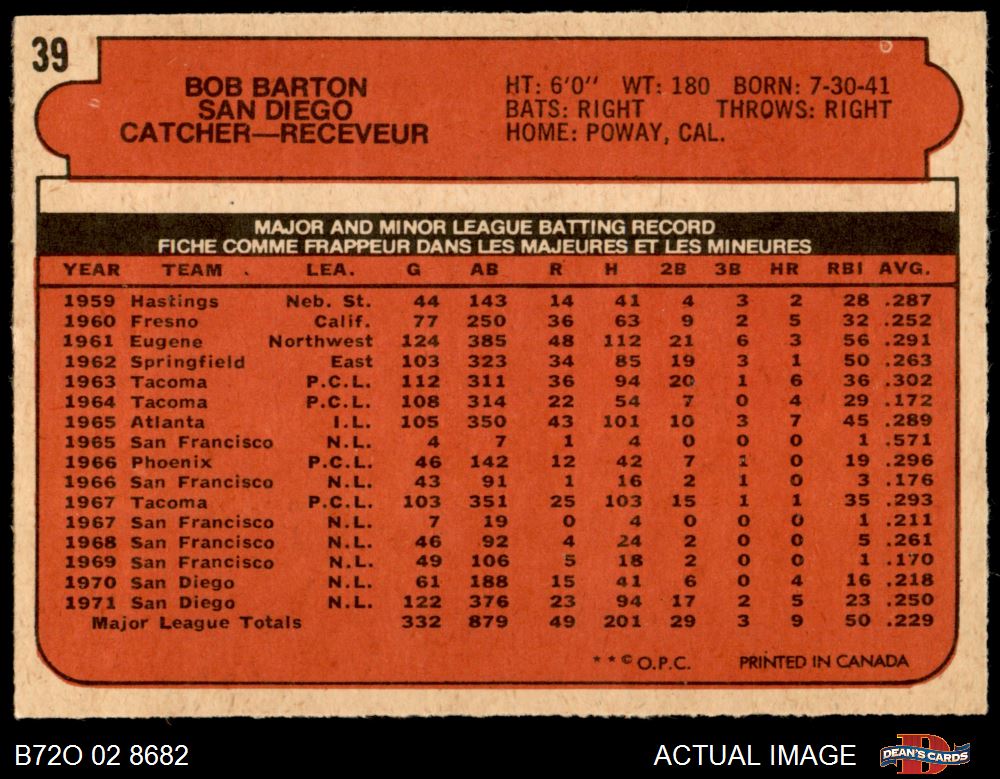 39
BOB BARTON
SAN DIEGO
CATCHER—RECEVEUR
HT: 6'0" WT: 180 BORN: 7-30-41
BATS: RIGHT THROWS: RIGHT
HOME: POWAY, CAL.
MAJOR AND MINOR LEAGUE BATTING RECORD
FICHE COMME FRAPPEUR DANS LES MAJEURES ET LES MINEURES
YEAR TEAM LEA. G AB R H 2B 3B HR RBI AVG.
1959 Hastings Neb. St. 44 143 14 41 4 3 2 28 .287
1960 Fresno Calif. 77 250 36 63 9 2 5 32 .252
1961 Eugene Northwest 124 385 48 112 21 6 3 56 .291
1962 Springfield East 103 323 34 85 19 3 1 50 .263
1963 Tacoma P.C.L. 112 311 36 94 20 1 6 36 .302
1964 Tacoma P.C.L. 108 314 22 54 7 0 4 29 .172
1965 Atlanta I.L. 105 350 43 101 10 3 7 45 .289
1965 San Francisco N.L. 4 7 1 4 0 0 0 1 .571
1966 Phoenix P.C.L. 46 142 12 42 7 1 0 19 .296
1966 San Francisco N.L. 43 91 1 16 2 1 0 3 .176
1967 Tacoma P.C.L. 103 351 25 103 15 1 1 35 .293
1967 San Francisco N.L. 7 19 0 4 0 0 0 1 .211
1968 San Francisco N.L. 46 92 4 24 2 0 0 5 .261
1969 San Francisco N.L. 49 106 5 18 2 0 0 1 .170
1970 San Diego N.L. 61 188 15 41 6 0 4 16 .218
1971 San Diego N.L. 122 376 23 94 17 2 5 23 .250
Major League Totals 332 879 49 201 29 3 9 50 .229
**© O.P.C. PRINTED IN CANADA
B72O 02 8682 ACTUAL IMAGE DEAN'S CARDS